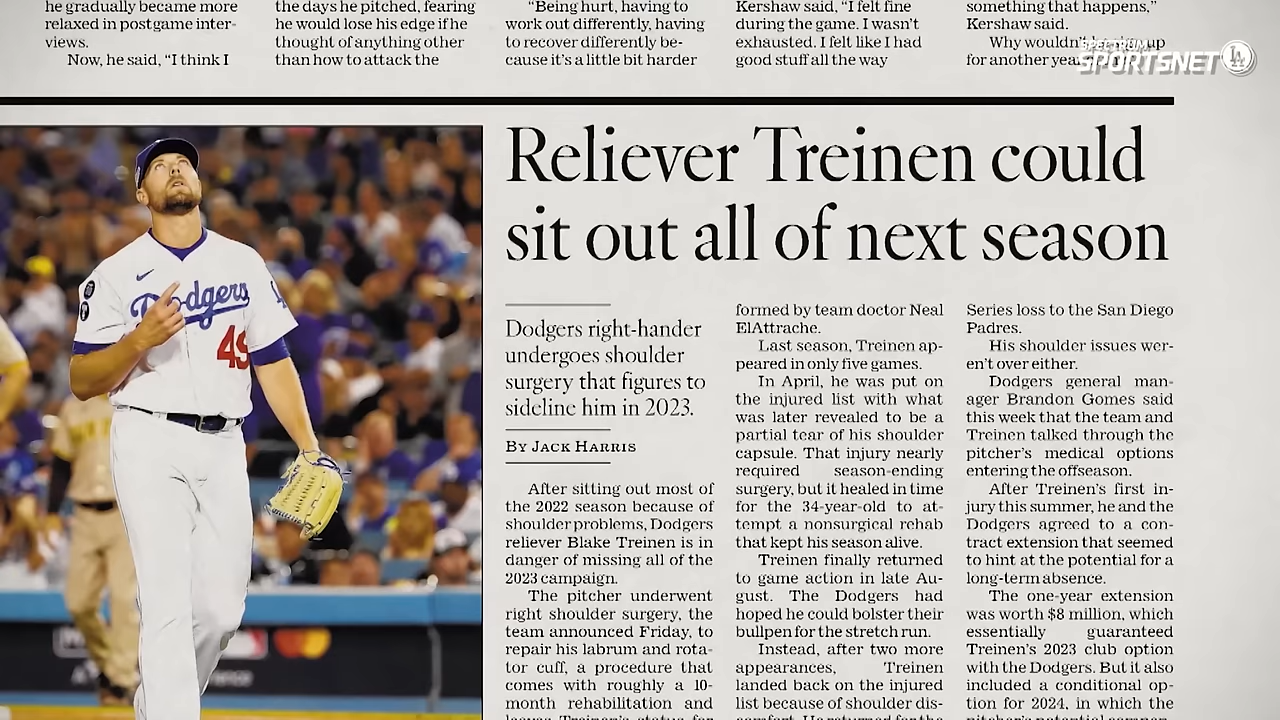 he gradually became more
relaxed in postgame inter-
views.
Now, he said, “I think I
the days he pitched, fearing
he would lose his edge if he
thought of anything other
than how to attack the
“Being hurt, having to
work out differently, having
to recover differently be-
cause it’s a little bit harder
Kershaw said, “I felt fine
during the game. I wasn’t
exhausted. I felt like I had
good stuff all the way
something that happens,”
Kershaw said.
Why wouldn’t up
for another year
SPECTRUM
SPORTSNET LA
Reliever Treinen could
sit out all of next season
Dodgers
49
Dodgers right-hander
undergoes shoulder
surgery that figures to
sideline him in 2023.
By Jack Harris
After sitting out most of
the 2022 season because of
shoulder problems, Dodgers
reliever Blake Treinen is in
danger of missing all of the
2023 campaign.
The pitcher underwent
right shoulder surgery, the
team announced Friday, to
repair his labrum and rota-
tor cuff, a procedure that
comes with roughly a 10-
month rehabilitation and
leaves Treinen’s status for
formed by team doctor Neal
ElAttrache.
Last season, Treinen ap-
peared in only five games.
In April, he was put on
the injured list with what
was later revealed to be a
partial tear of his shoulder
capsule. That injury nearly
required season-ending
surgery, but it healed in time
for the 34-year-old to at-
tempt a nonsurgical rehab
that kept his season alive.
Treinen finally returned
to game action in late Au-
gust. The Dodgers had
hoped he could bolster their
bullpen for the stretch run.
Instead, after two more
appearances, Treinen
landed back on the injured
list because of shoulder dis-
comfort. He returned for the
Series loss to the San Diego
Padres.
His shoulder issues wer-
en’t over either.
Dodgers general man-
ager Brandon Gomes said
this week that the team and
Treinen talked through the
pitcher’s medical options
entering the offseason.
After Treinen’s first in-
jury this summer, he and the
Dodgers agreed to a con-
tract extension that seemed
to hint at the potential for a
long-term absence.
The one-year extension
was worth $8 million, which
essentially guaranteed
Treinen’s 2023 club option
with the Dodgers. But it also
included a conditional op-
tion for 2024, in which the
pitcher’s potential